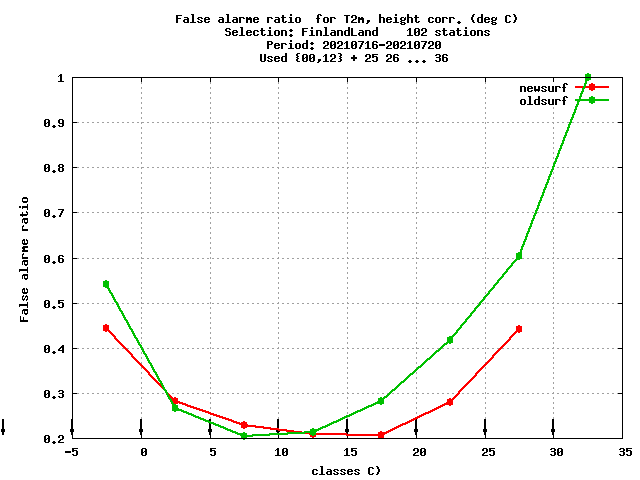 False alarme ratio  for T2m, height corr. (deg C)
Selection: FinlandLand    102 stations
Period: 20210716-20210720
Used {00,12} + 25 26 ... 36
newsurf
oldsurf
False alarme ratio
1
0.9
0.8
0.7
0.6
0.5
0.4
0.3
0.2
-5 0 5 10 15 20 25 30 35
classes C)